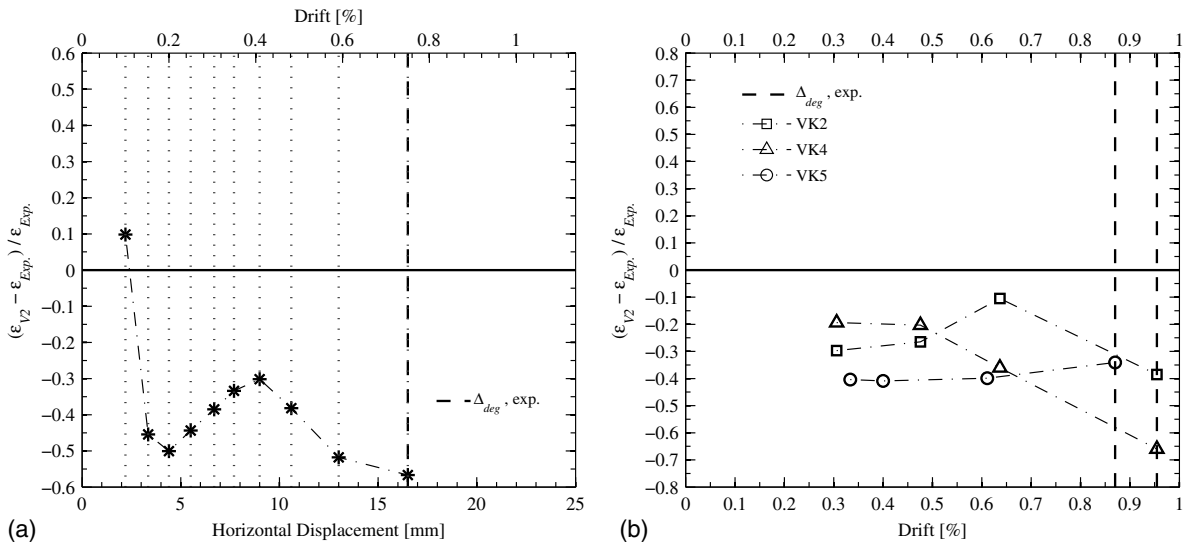 Drift [%]
0 0.2 0.4 0.6 0.8 1
0.6
0.5
0.4
0.3
0.2
0.1
0
−0.1
−0.2
−0.3
−0.4
−0.5
−0.6
(ε_V2 − ε_Exp.) / ε_Exp.
Δ_deg , exp.
0 5 10 15 20 25
Horizontal Displacement [mm]
(a)
0 0.1 0.2 0.3 0.4 0.5 0.6 0.7 0.8 0.9 1
0.8
0.7
0.6
0.5
0.4
0.3
0.2
0.1
0
−0.1
−0.2
−0.3
−0.4
−0.5
−0.6
−0.7
−0.8
(ε_V2 − ε_Exp.) / ε_Exp.
Δ_deg , exp.
VK2
VK4
VK5
0 0.1 0.2 0.3 0.4 0.5 0.6 0.7 0.8 0.9 1
Drift [%]
(b)